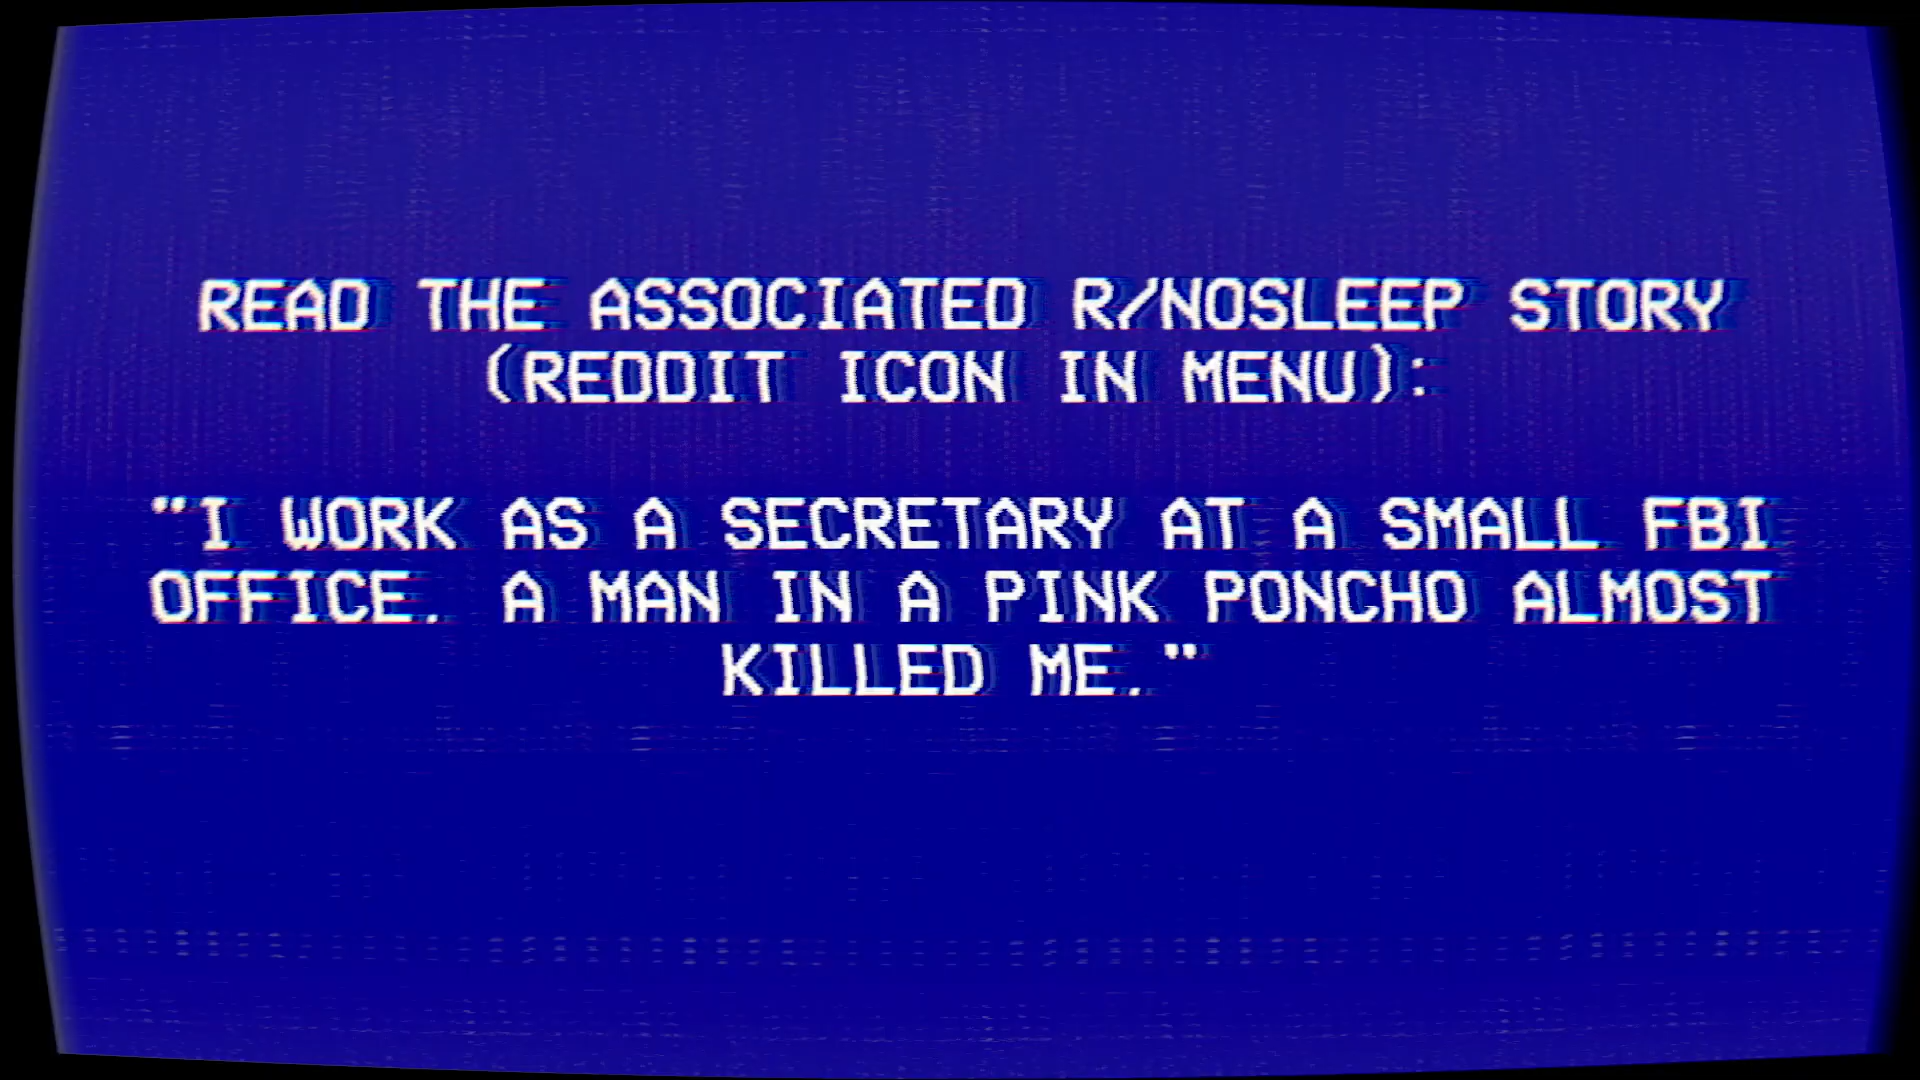 READ THE ASSOCIATED R/NOSLEEP STORY
(REDDIT ICON IN MENU):
"I WORK AS A SECRETARY AT A SMALL FBI
OFFICE. A MAN IN A PINK PONCHO ALMOST
KILLED ME."